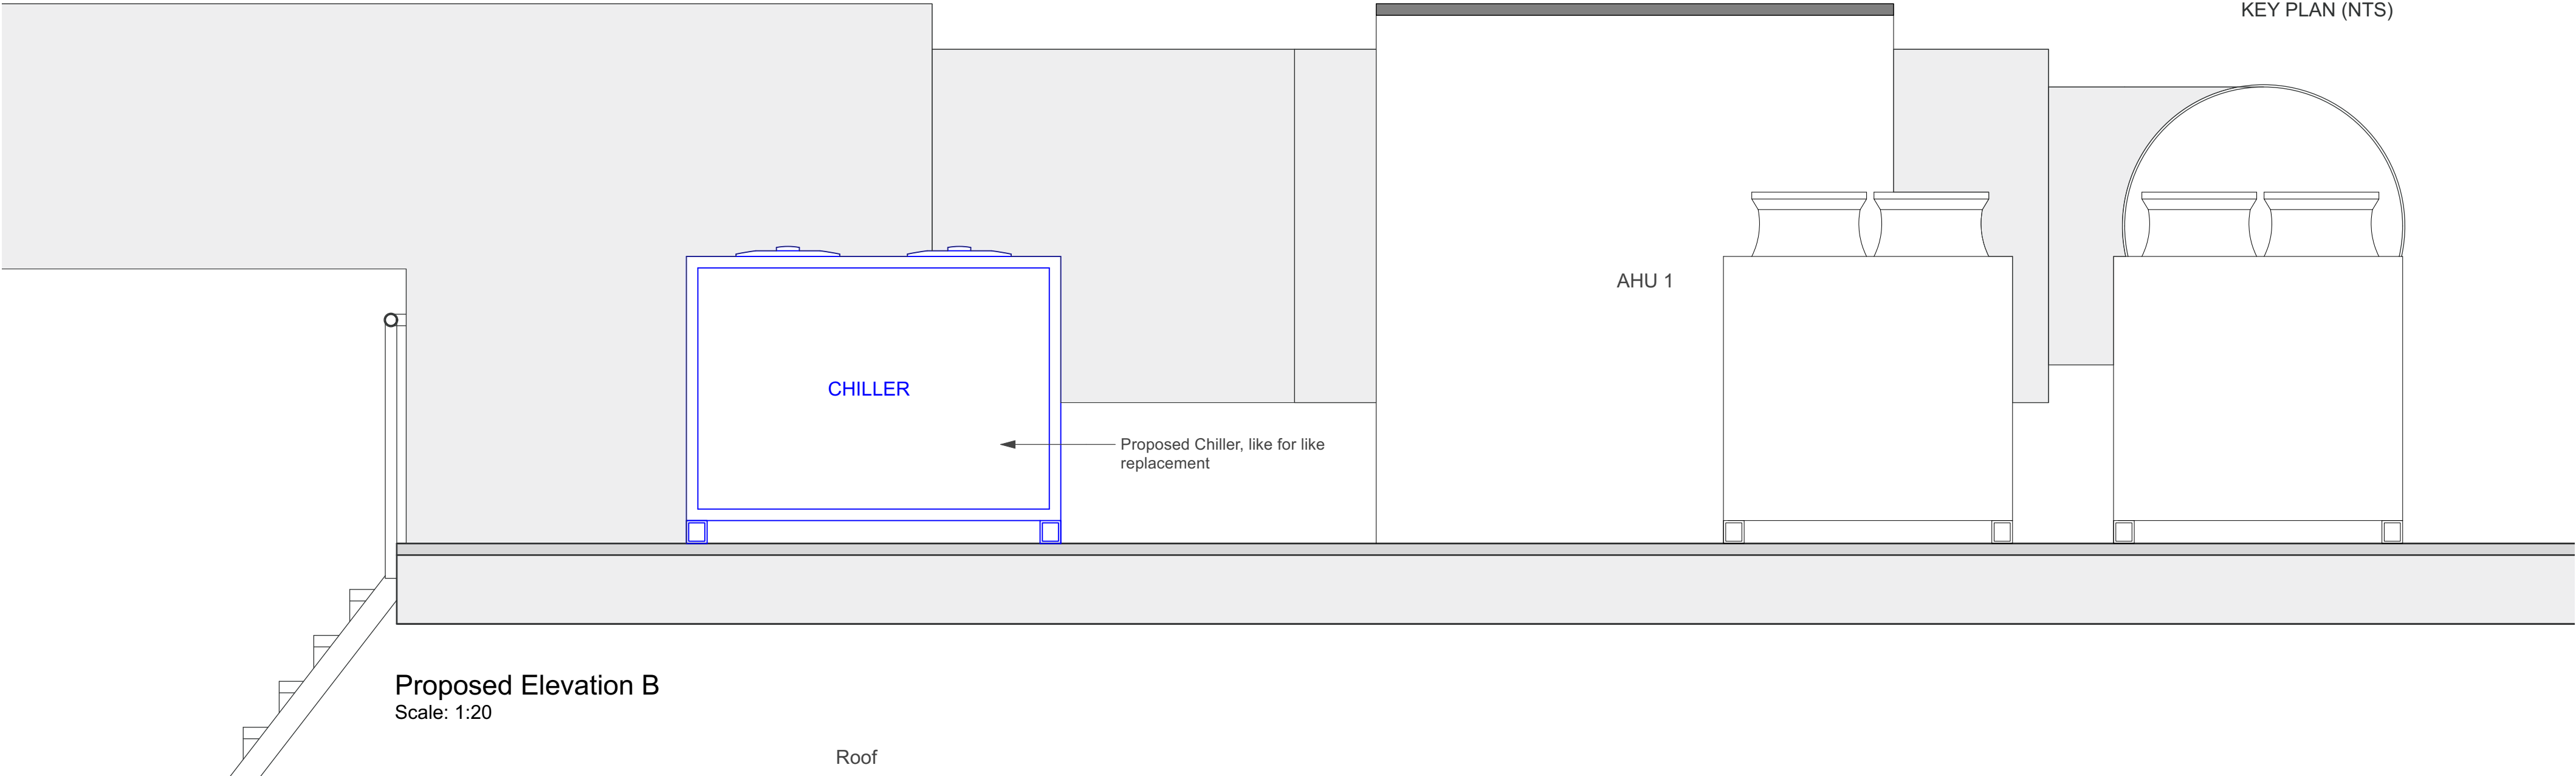 KEY PLAN (NTS)
AHU 1
CHILLER
Proposed Chiller, like for like
replacement
Proposed Elevation B
Scale: 1:20
Roof